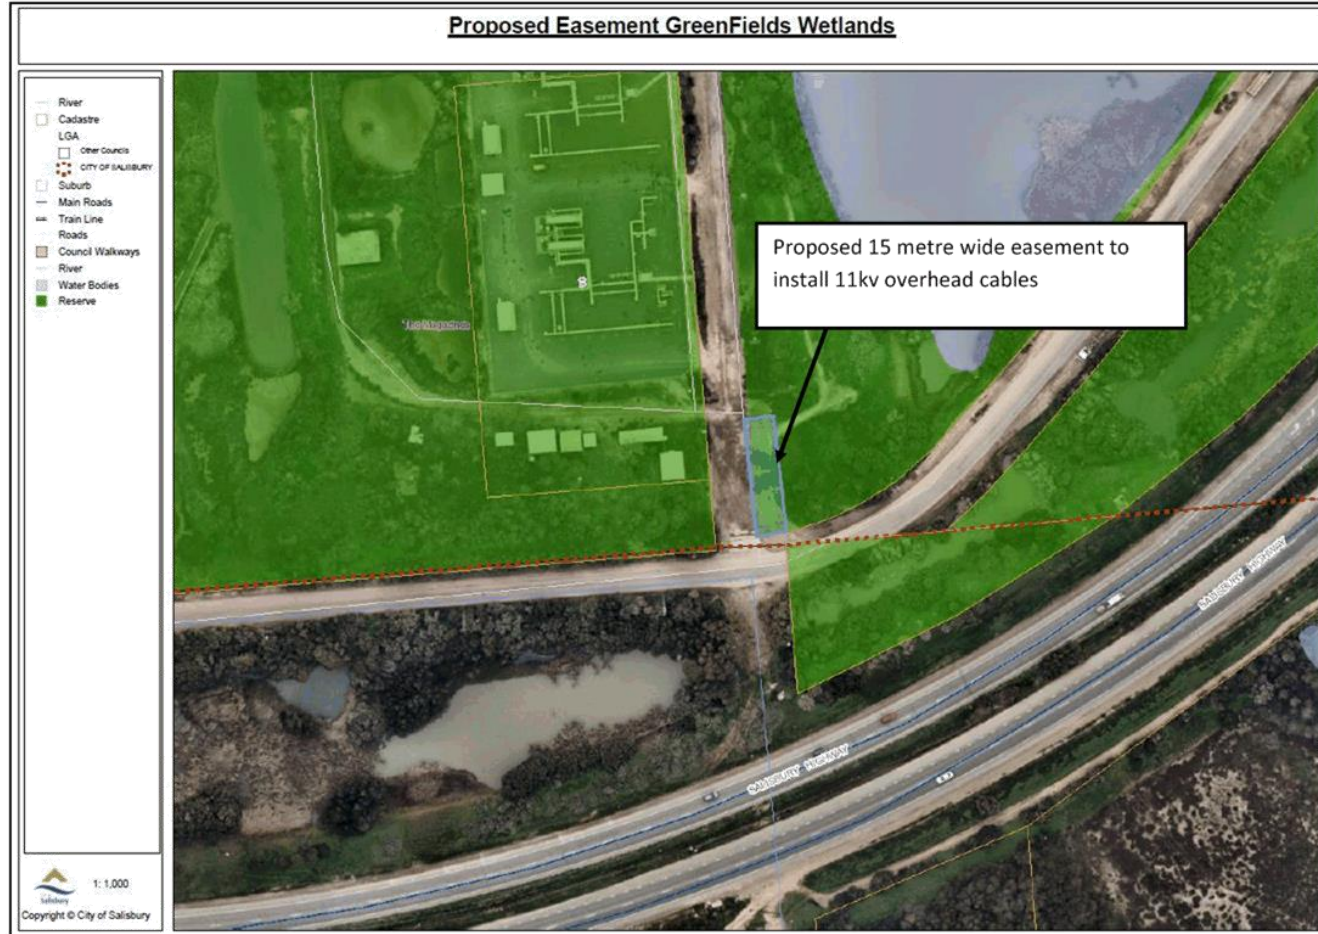 Proposed Easement GreenFields Wetlands
River
Cadastre
LGA
Other Councils
CITY OF SALISBURY
Suburb
Main Roads
Train Line
Roads
Council Walkways
River
Water Bodies
Reserve
Proposed 15 metre wide easement to
install 11kv overhead cables
SALISBURY HIGHWAY
SALISBURY HIGHWAY
Salisbury
1: 1,000
Copyright © City of Salisbury